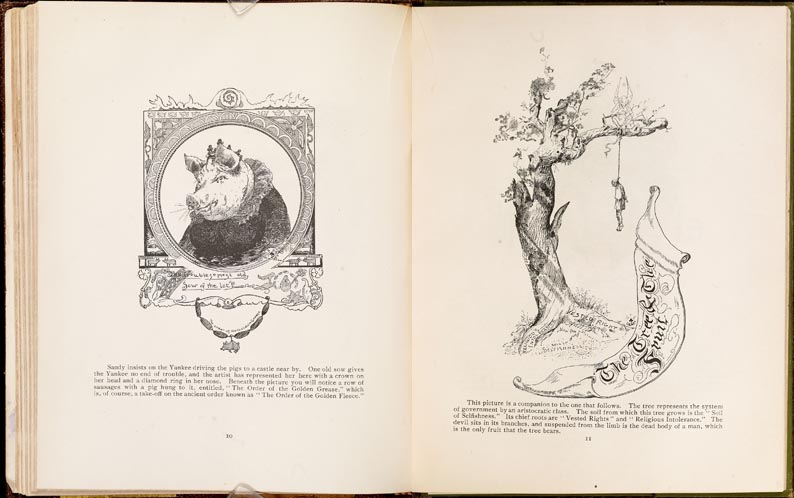 Troublesomest old
Sow of the lot.
Sandy insists on the Yankee driving the pigs to a castle near by. One old sow gives
the Yankee no end of trouble, and the artist has represented her here with a crown on
her head and a diamond ring in her nose. Beneath the picture you will notice a row of
sausages with a pig hung to it, entitled, "The Order of the Golden Grease," which
is, of course, a take-off on the ancient order known as "The Order of the Golden Fleece."
10
VESTED RIGHT
The Tree & The
Fruit
This picture is a companion to the one that follows. The tree represents the system
of government by an aristocratic class. The soil from which this tree grows is the "Soil
of Selfishness." Its chief roots are "Vested Rights" and "Religious Intolerance." The
devil sits in its branches, and suspended from the limb is the dead body of a man, which
is the only fruit that the tree bears.
11